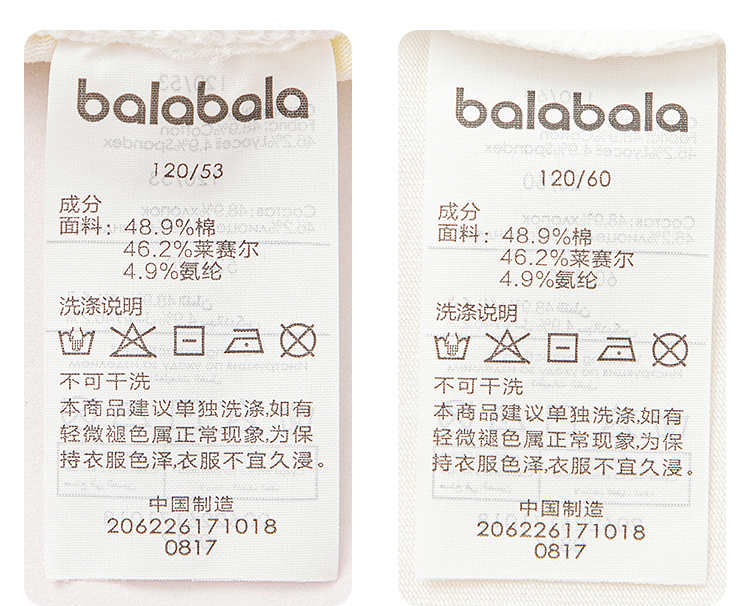 balabala
120/53
成分
面料: 48.9%棉
46.2%莱赛尔
4.9%氨纶
洗涤说明
不可干洗
本商品建议单独洗涤,如有
轻微褪色属正常现象,为保
持衣服色泽,衣服不宜久浸。
中国制造
206226171018
0817
balabala
120/60
成分
面料: 48.9%棉
46.2%莱赛尔
4.9%氨纶
洗涤说明
不可干洗
本商品建议单独洗涤,如有
轻微褪色属正常现象,为保
持衣服色泽,衣服不宜久浸。
中国制造
206226171018
0817